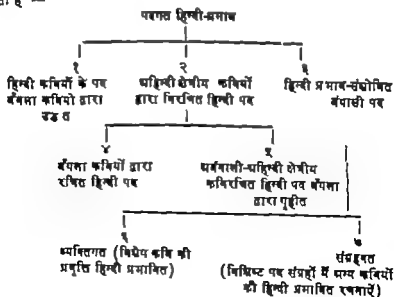 पदगत हिन्दी-प्रभाव
१ २ ३
हिन्दी कवियों के पद अहिन्दी क्षेत्रीय कवियों हिन्दी प्रभाव-संप्रेषित
बँगला कवियों द्वारा द्वारा विरचित हिन्दी पद बंगाली पद
उद्धृत
४ ५
बँगला कवियों द्वारा अबंगाली-अहिन्दी क्षेत्रीय
रचित हिन्दी पद कविरचित हिन्दी पद बँगला
द्वारा गृहीत
६ ७
व्यक्तिगत (विशेष कवि की संग्रहगत
प्रवृत्ति हिन्दी प्रभावित) (विशिष्ट पद संग्रहों में अन्य कवियों
की हिन्दी प्रभावित रचनाएँ)